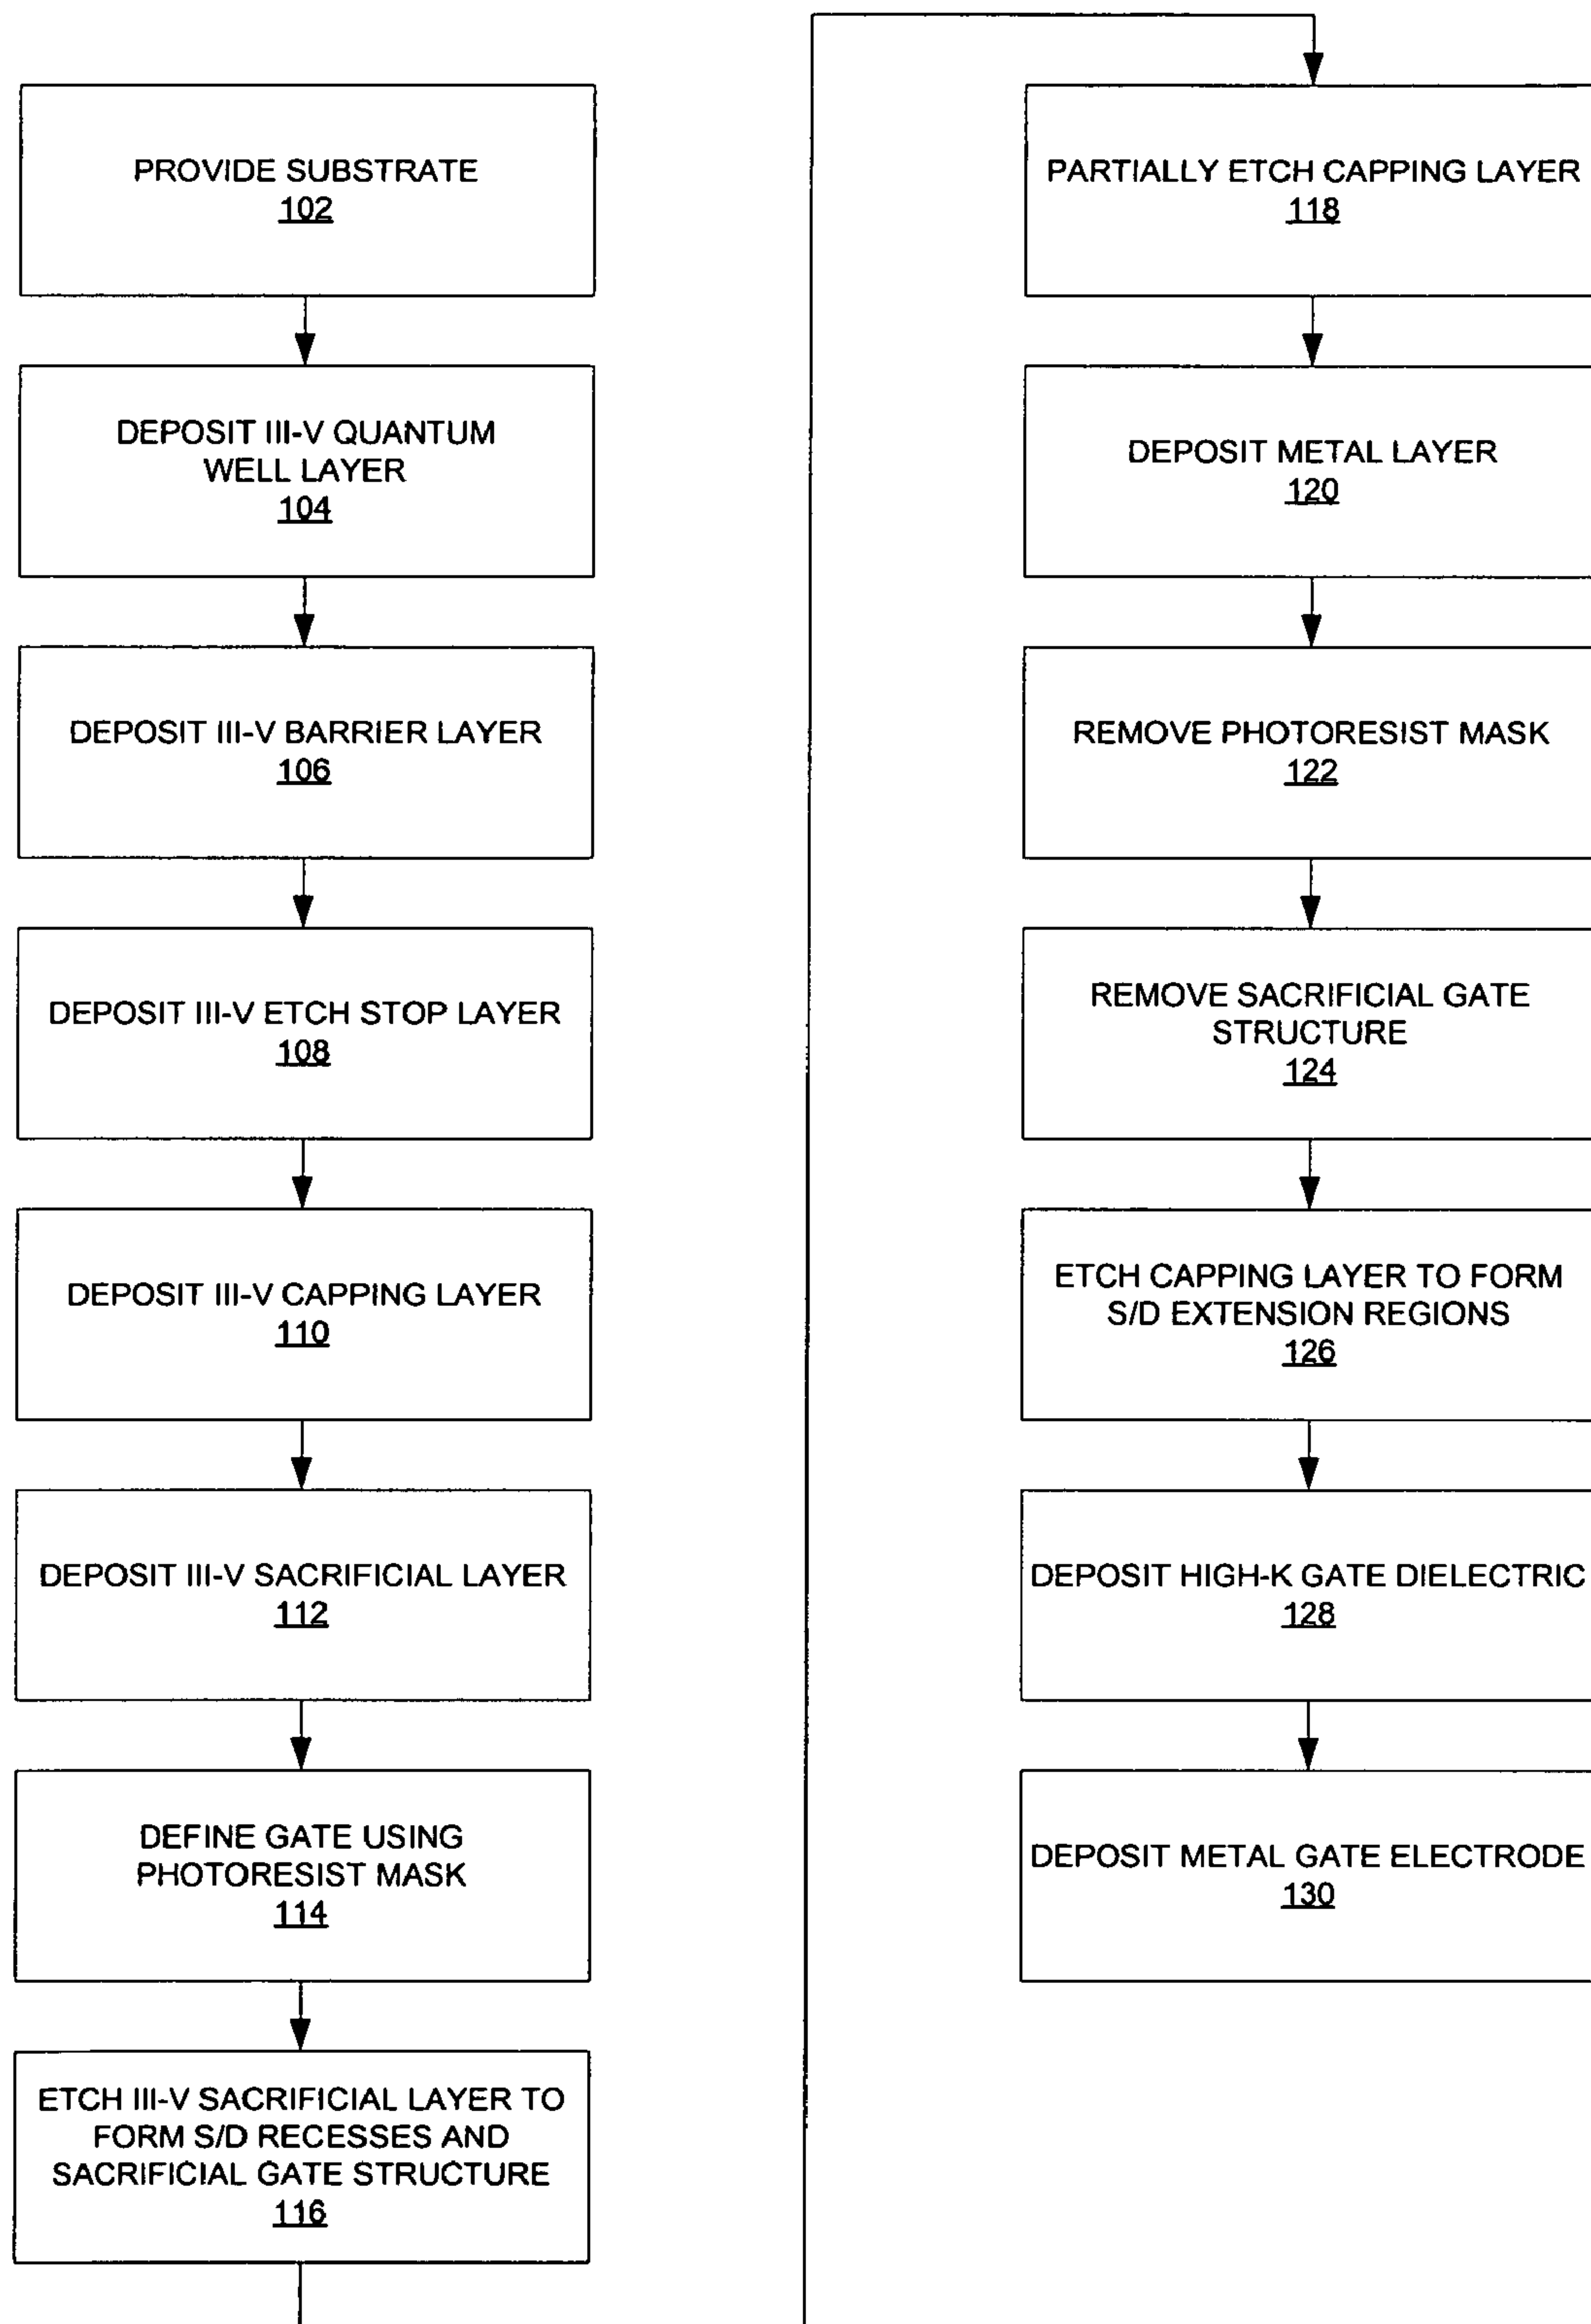 PROVIDE SUBSTRATE
102
DEPOSIT III-V QUANTUM
WELL LAYER
104
DEPOSIT III-V BARRIER LAYER
106
DEPOSIT III-V ETCH STOP LAYER
108
DEPOSIT III-V CAPPING LAYER
110
DEPOSIT III-V SACRIFICIAL LAYER
112
DEFINE GATE USING
PHOTORESIST MASK
114
ETCH III-V SACRIFICIAL LAYER TO
FORM S/D RECESSES AND
SACRIFICIAL GATE STRUCTURE
116
PARTIALLY ETCH CAPPING LAYER
118
DEPOSIT METAL LAYER
120
REMOVE PHOTORESIST MASK
122
REMOVE SACRIFICIAL GATE
STRUCTURE
124
ETCH CAPPING LAYER TO FORM
S/D EXTENSION REGIONS
126
DEPOSIT HIGH-K GATE DIELECTRIC
128
DEPOSIT METAL GATE ELECTRODE
130